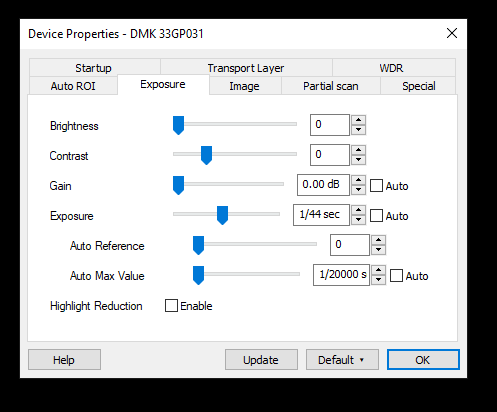 Device Properties - DMK 33GP031
Startup Transport Layer WDR
Auto ROI Exposure Image Partial scan Special
Brightness 0
Contrast 0
Gain 0.00 dB Auto
Exposure 1/44 sec Auto
Auto Reference 0
Auto Max Value 1/20000 s Auto
Highlight Reduction Enable
Help Update Default OK